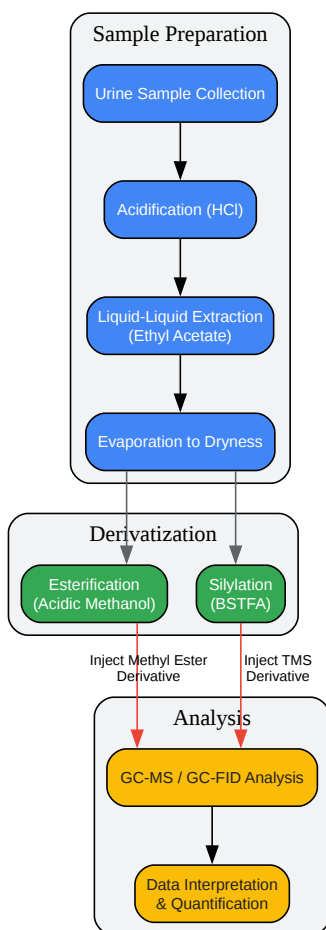 Sample Preparation
Urine Sample Collection
Acidification (HCl)
Liquid-Liquid Extraction
(Ethyl Acetate)
Evaporation to Dryness
Derivatization
Esterification
(Acidic Methanol)
Silylation
(BSTFA)
Inject Methyl Ester
Derivative
Inject TMS
Derivative
Analysis
GC-MS / GC-FID Analysis
Data Interpretation
& Quantification